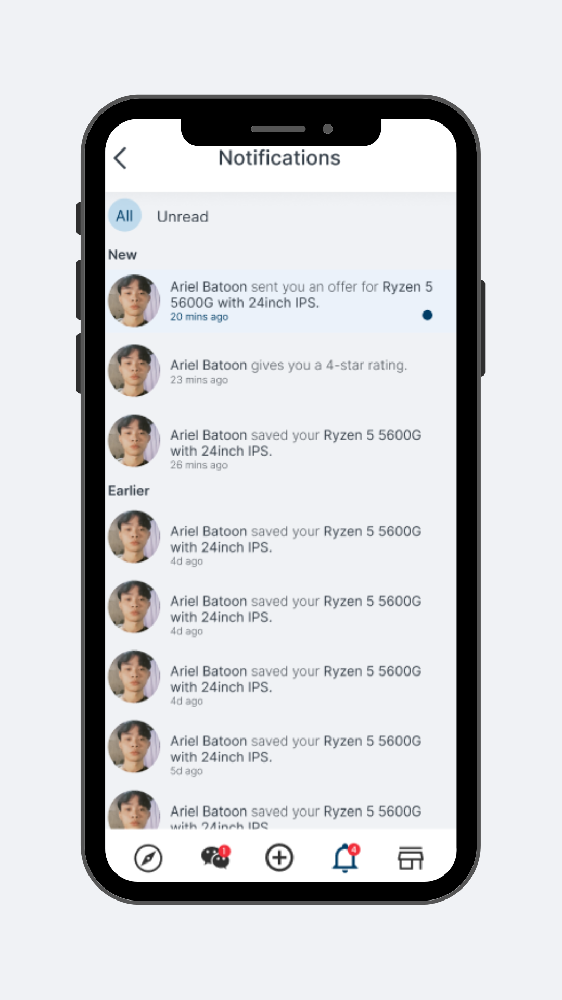 Notifications
All Unread
New
Ariel Batoon sent you an offer for Ryzen 5
5600G with 24inch IPS.
20 mins ago
Ariel Batoon gives you a 4-star rating.
23 mins ago
Ariel Batoon saved your Ryzen 5 5600G
with 24inch IPS.
26 mins ago
Earlier
Ariel Batoon saved your Ryzen 5 5600G
with 24inch IPS.
4d ago
Ariel Batoon saved your Ryzen 5 5600G
with 24inch IPS.
4d ago
Ariel Batoon saved your Ryzen 5 5600G
with 24inch IPS.
4d ago
Ariel Batoon saved your Ryzen 5 5600G
with 24inch IPS.
5d ago
Ariel Batoon saved your Ryzen 5 5600G
with 24inch IPS
1 4